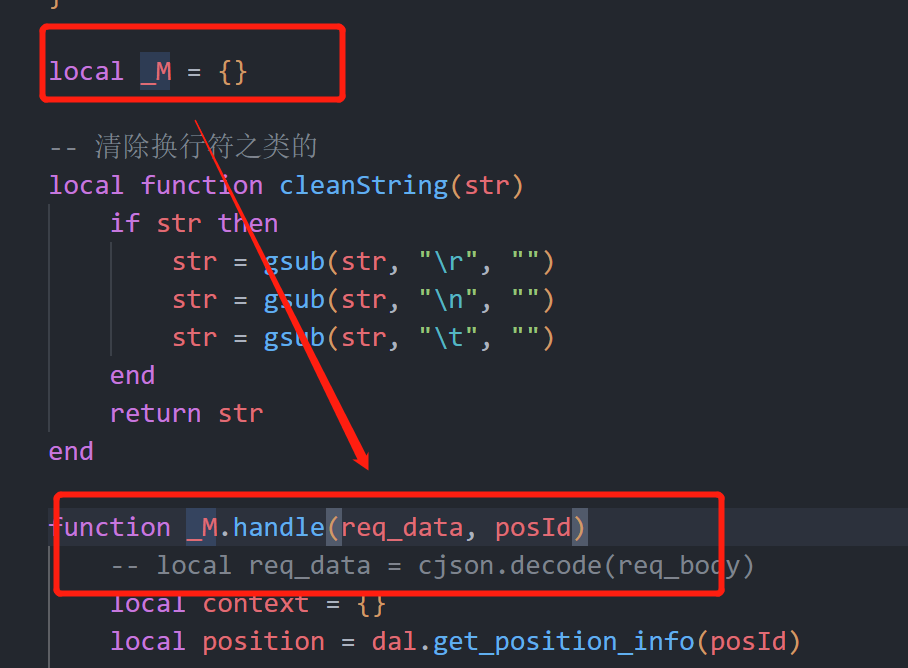 }
local _M = {}
-- 清除换行符之类的
local function cleanString(str)
    if str then
        str = gsub(str, "\r", "")
        str = gsub(str, "\n", "")
        str = gsub(str, "\t", "")
    end
    return str
end
function _M.handle(req_data, posId)
    -- local req_data = cjson.decode(req_body)
    local context = {}
    local position = dal.get_position_info(posId)